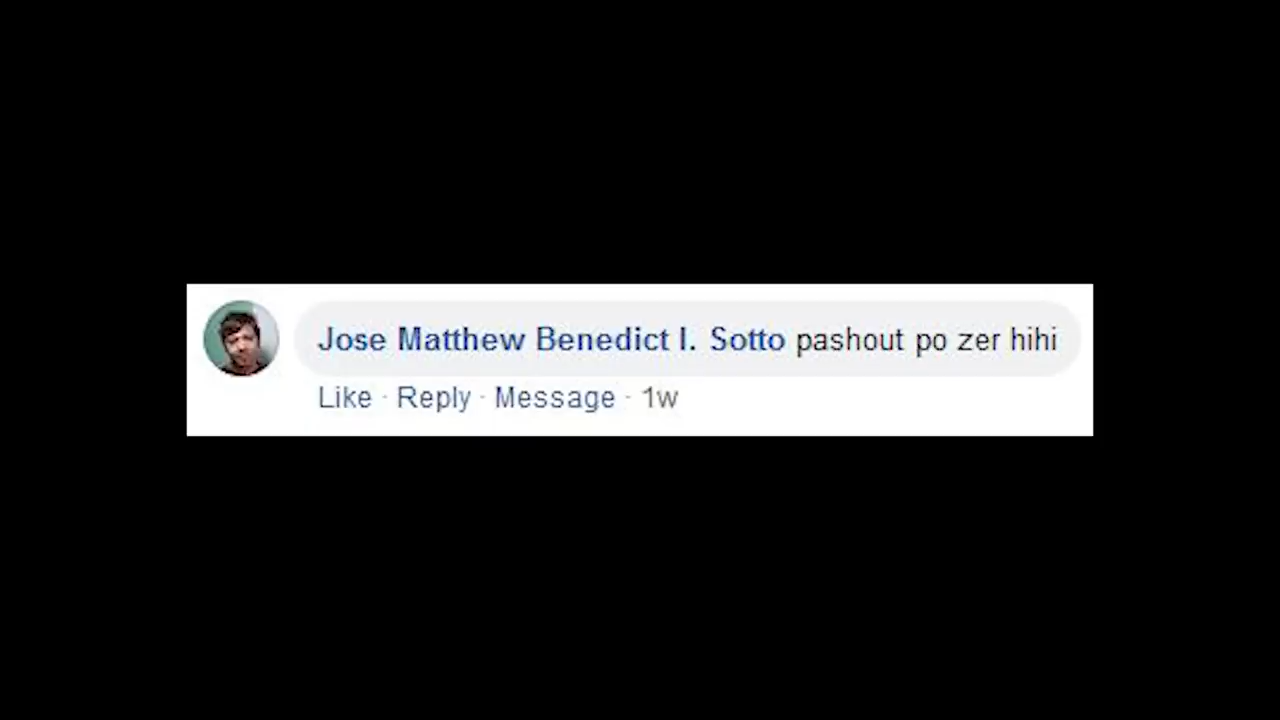 Jose Matthew Benedict I. Sotto pashout po zer hihi
Like · Reply · Message · 1w